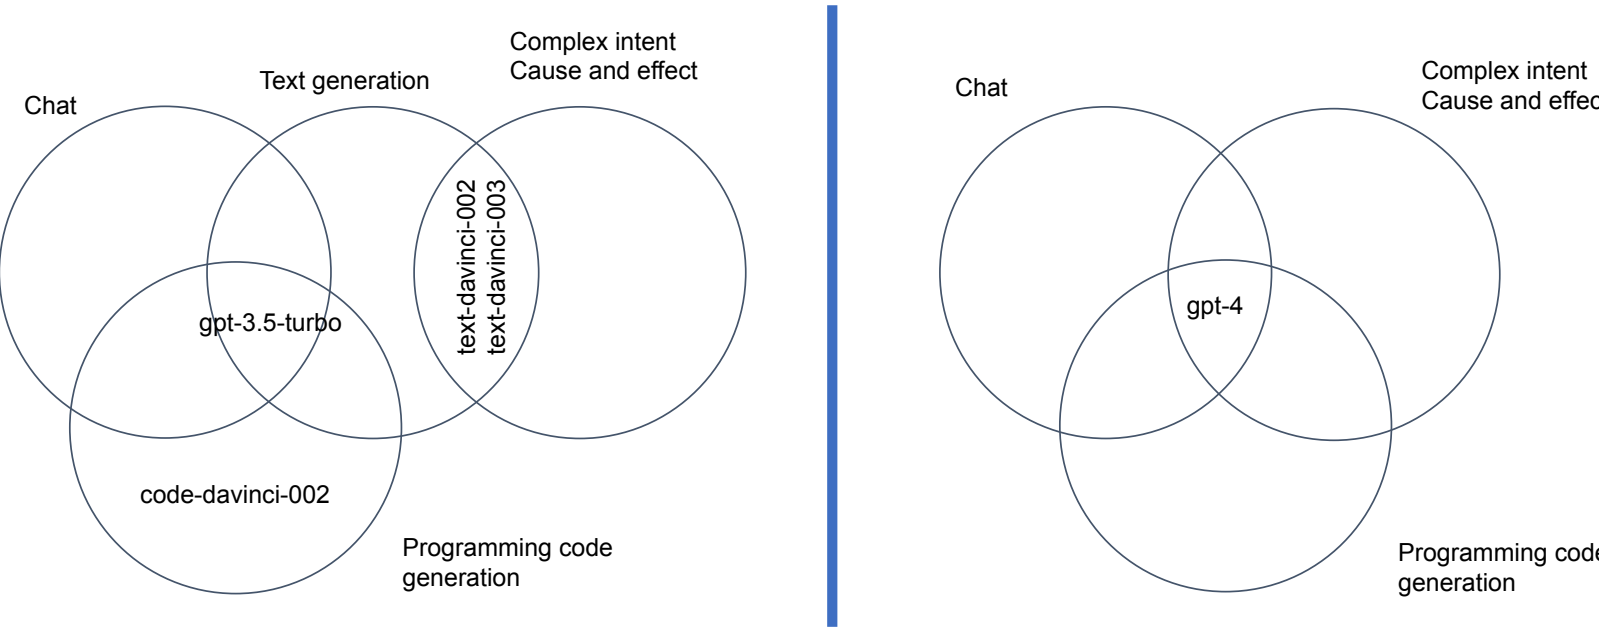 Chat
Text generation
Complex intent
Cause and effect
text-davinci-002
text-davinci-003
gpt-3.5-turbo
code-davinci-002
Programming code
generation
Chat
Complex intent
Cause and effec
gpt-4
Programming code
generation